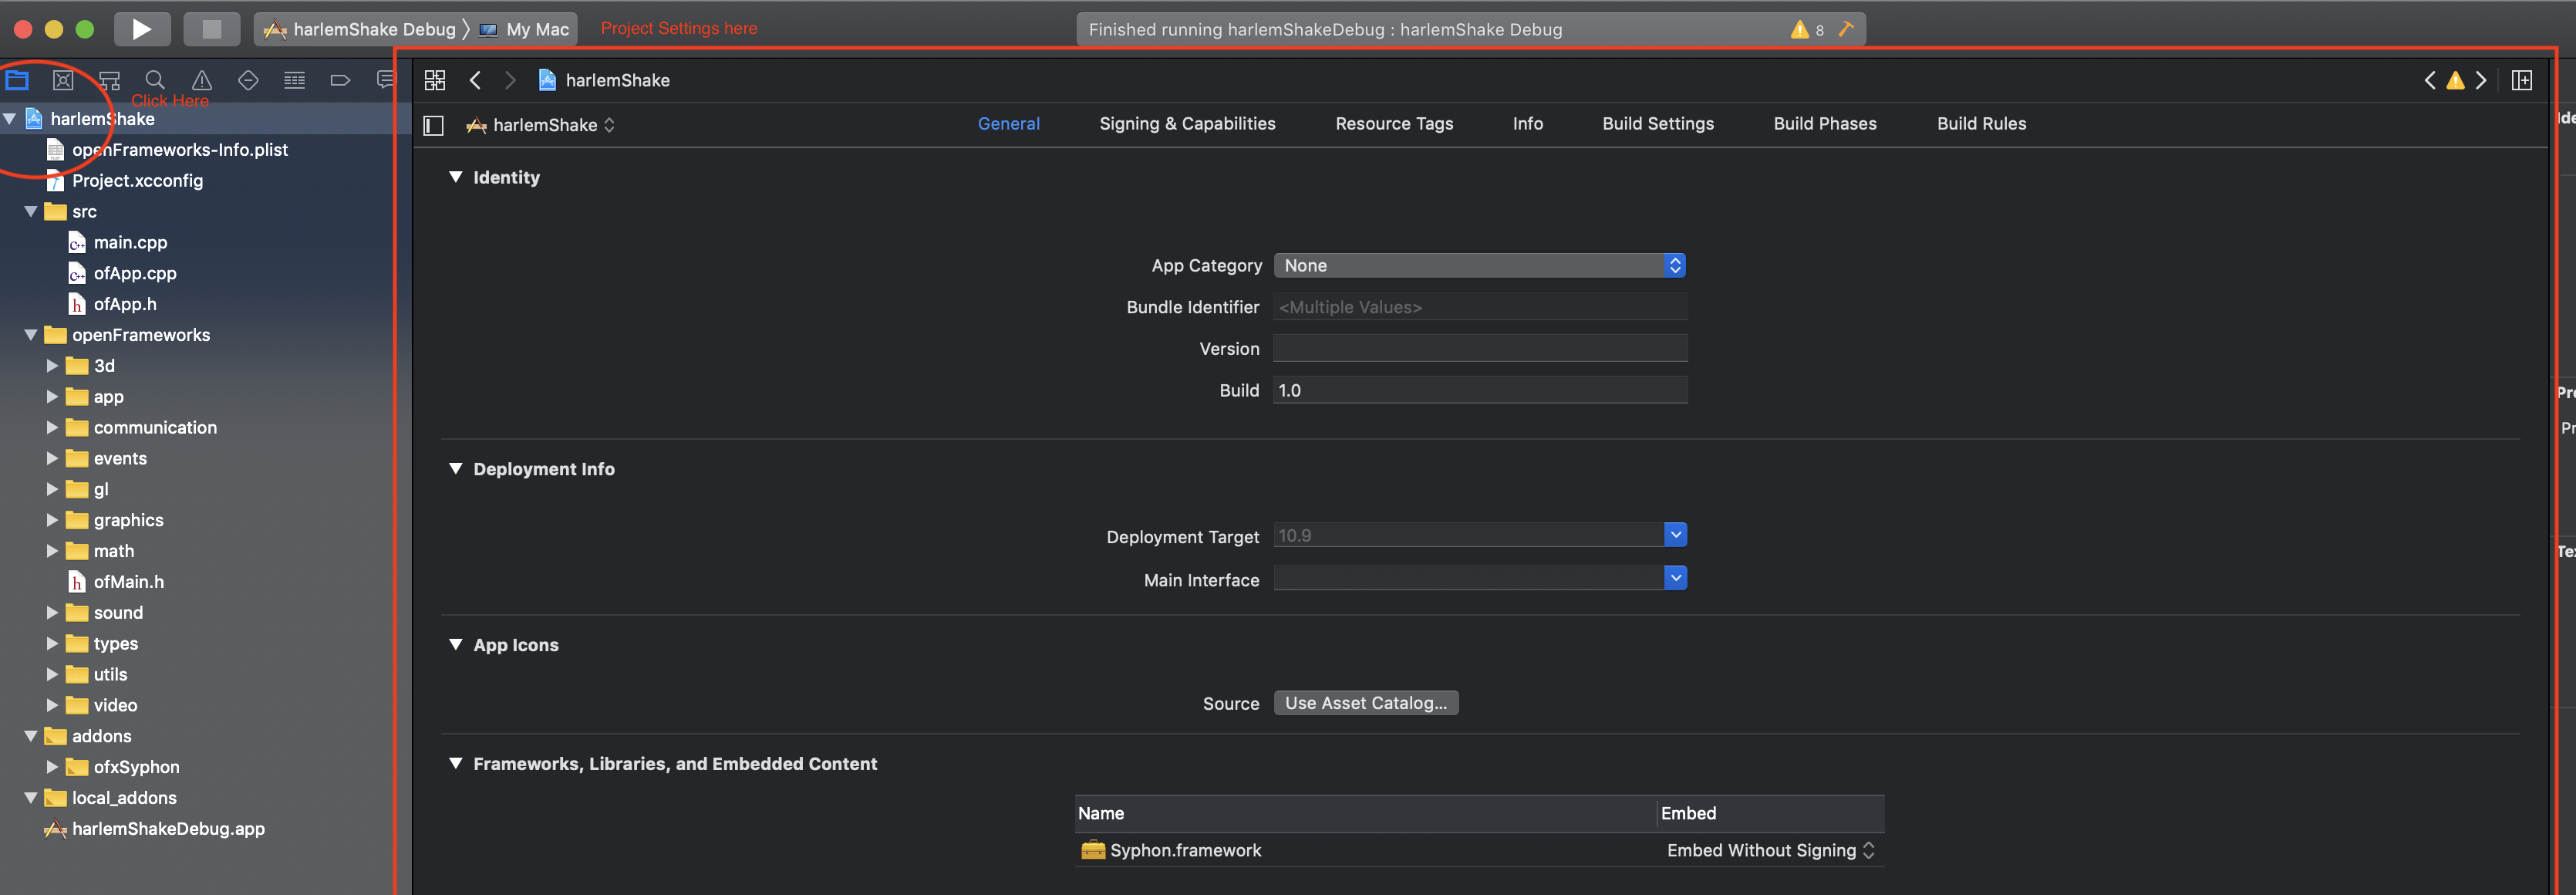 harlemShake Debug My Mac
Project Settings here
Finished running harlemShakeDebug : harlemShake Debug
8
Click Here
harlemShake
openFrameworks-Info.plist
Project.xcconfig
src
main.cpp
ofApp.cpp
ofApp.h
openFrameworks
3d
app
communication
events
gl
graphics
math
ofMain.h
sound
types
utils
video
addons
ofxSyphon
local_addons
harlemShakeDebug.app
harlemShake
harlemShake
General Signing & Capabilities Resource Tags Info Build Settings Build Phases Build Rules
Identity
App Category None
Bundle Identifier <Multiple Values>
Version
Build 1.0
Deployment Info
Deployment Target 10.9
Main Interface
App Icons
Source Use Asset Catalog...
Frameworks, Libraries, and Embedded Content
Name Embed
Syphon.framework Embed Without Signing